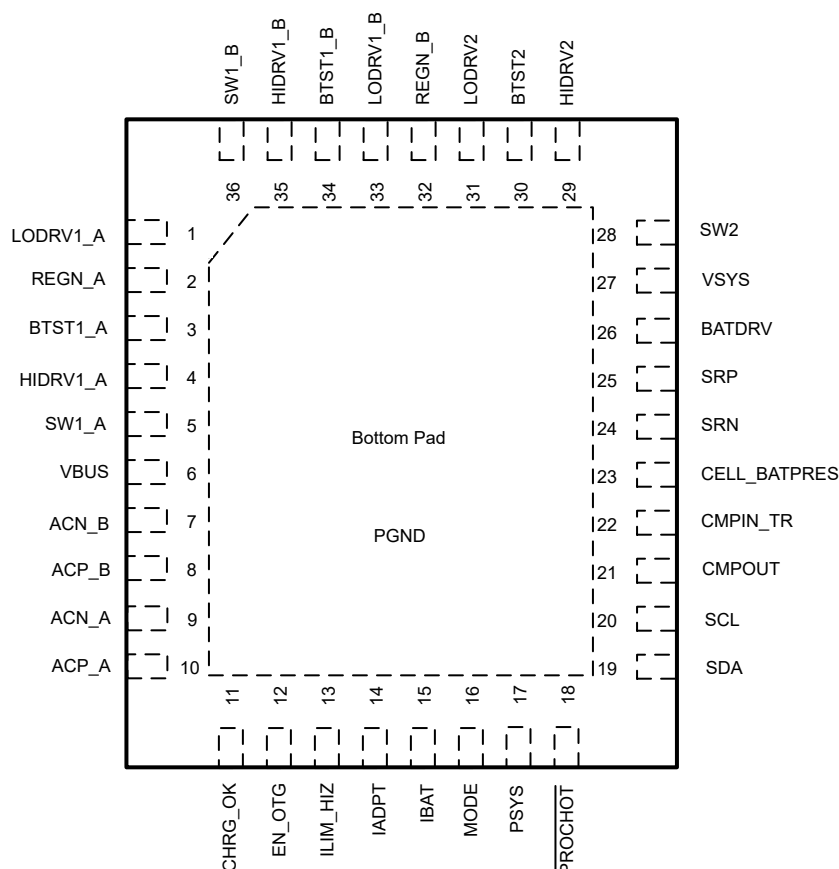 SW1_B
HIDRV1_B
BTST1_B
LODRV1_B
REGN_B
LODRV2
BTST2
HIDRV2
36
35
34
33
32
31
30
29
LODRV1_A 1
REGN_A 2
BTST1_A 3
HIDRV1_A 4
SW1_A 5
VBUS 6
ACN_B 7
ACP_B 8
ACN_A 9
ACP_A 10
Bottom Pad
PGND
28 SW2
27 VSYS
26 BATDRV
25 SRP
24 SRN
23 CELL_BATPRES
22 CMPIN_TR
21 CMPOUT
20 SCL
19 SDA
11
12
13
14
15
16
17
18
CHRG_OK
EN_OTG
ILIM_HIZ
IADPT
IBAT
MODE
PSYS
PROCHOT